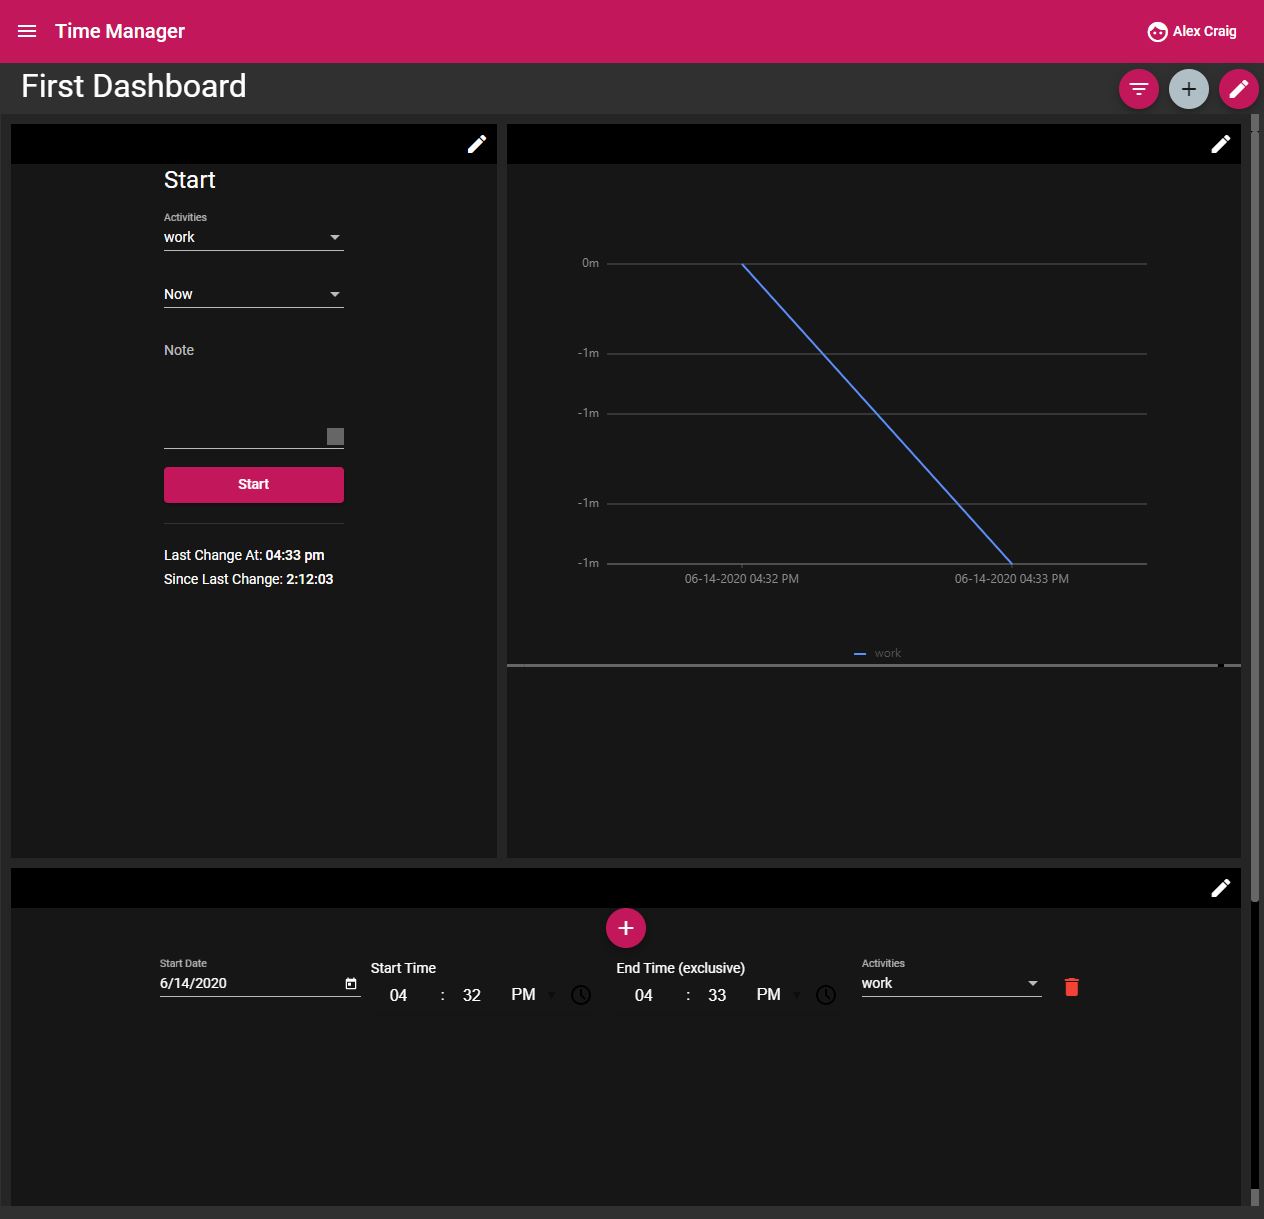 Time Manager
Alex Craig
First Dashboard
Start
Activities
work
Now
Note
Start
Last Change At: 04:33 pm
Since Last Change: 2:12:03
0m
-1m
-1m
-1m
-1m
06-14-2020 04:32 PM
06-14-2020 04:33 PM
work
Start Date
6/14/2020
Start Time
04 : 32 PM
End Time (exclusive)
04 : 33 PM
Activities
work